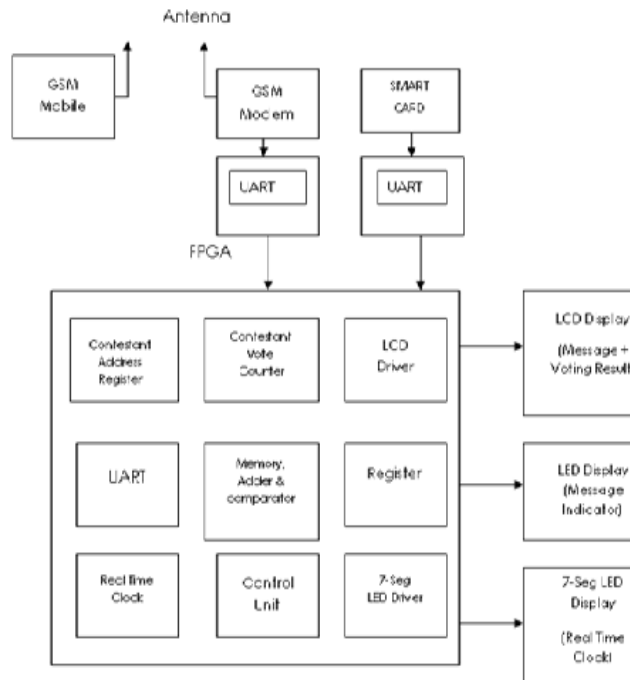 Antenna
GSM
Mobile
GSM
Modem
SMART
CARD
UART
UART
FPGA
Contestant
Address
Register
Contestant
Vote
Counter
LCD
Driver
LCD Display
(Message +
Voting Result
UART
Memory,
Adder &
comparator
Register
LED Display
(Message
Indicator)
Real Time
Clock
Control
Unit
7-Seg
LED Driver
7-Seg LED
Display
(Real Time
Clock)